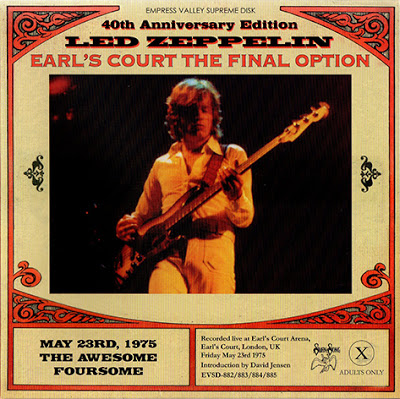 EMPRESS VALLEY SUPREME DISK
40th Anniversary Edition
LED ZEPPELIN
EARL'S COURT THE FINAL OPTION
MAY 23RD, 1975
THE AWESOME
FOURSOME
Recorded live at Earl's Court Arena,
Earl's Court, London, UK
Friday May 23rd 1975
Introduction by David Jensen
EVSD-882/883/884/885
SWAN SONG
X
ADULTS ONLY